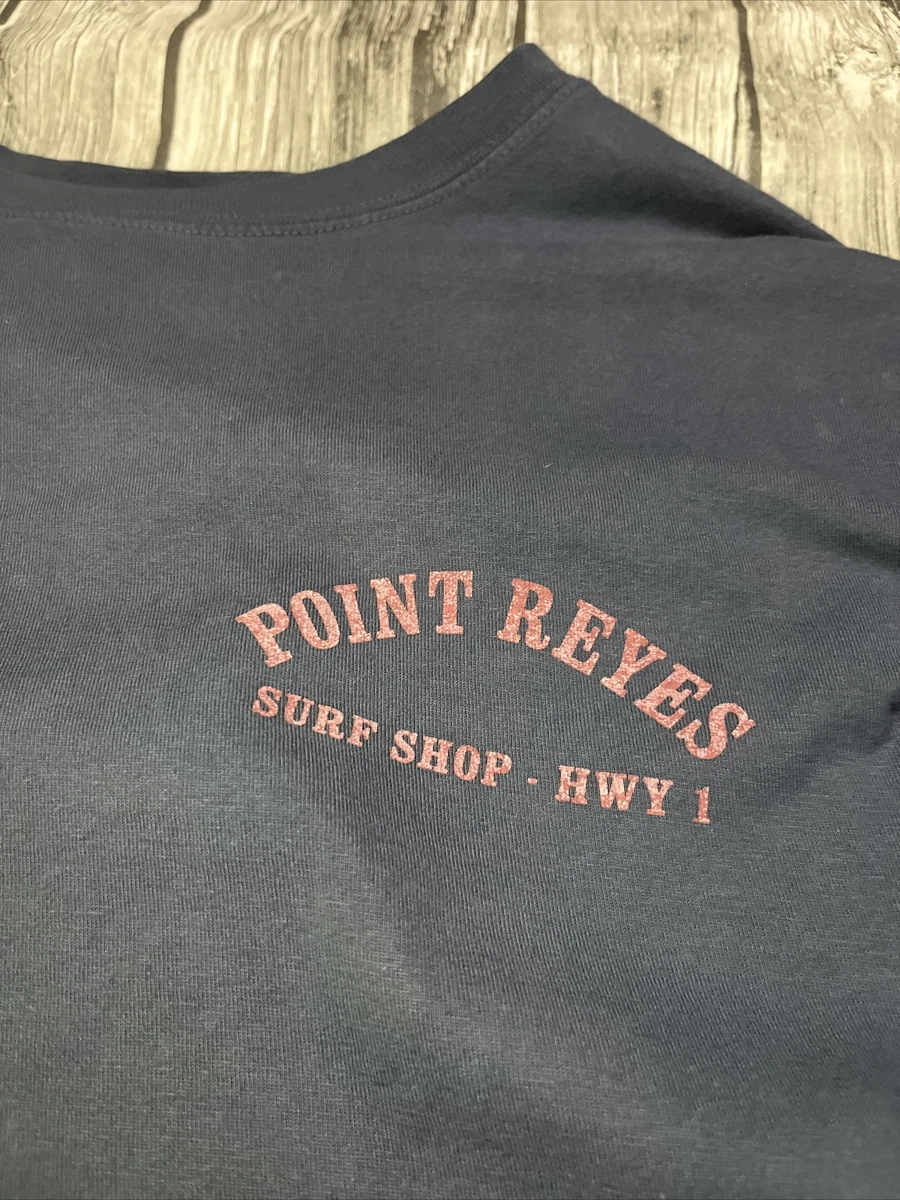 POINT REYES
SURF SHOP - HWY 1